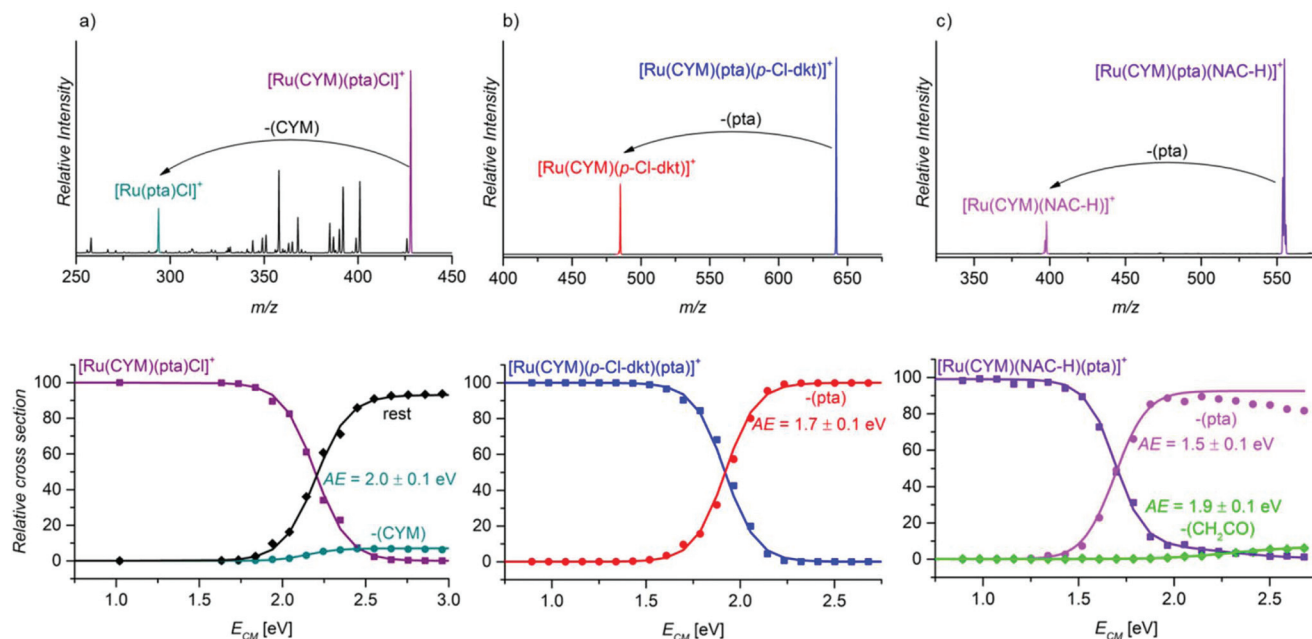 a)
Relative Intensity
[Ru(CYM)(pta)Cl]⁺
-(CYM)
[Ru(pta)Cl]⁺
250 300 350 400 450
m/z
b)
Relative Intensity
[Ru(CYM)(pta)(p-Cl-dkt)]⁺
-(pta)
[Ru(CYM)(p-Cl-dkt)]⁺
400 450 500 550 600 650
m/z
c)
Relative Intensity
[Ru(CYM)(pta)(NAC-H)]⁺
-(pta)
[Ru(CYM)(NAC-H)]⁺
350 400 450 500 550
m/z
Relative cross section
[Ru(CYM)(pta)Cl]⁺
100
80
60
40
20
0
rest
AE = 2.0 ± 0.1 eV
-(CYM)
1.0 1.5 2.0 2.5 3.0
E_CM [eV]
[Ru(CYM)(p-Cl-dkt)(pta)]⁺
100
80
60
40
20
0
-(pta)
AE = 1.7 ± 0.1 eV
1.0 1.5 2.0 2.5
E_CM [eV]
[Ru(CYM)(NAC-H)(pta)]⁺
100
80
60
40
20
0
-(pta)
AE = 1.5 ± 0.1 eV
AE = 1.9 ± 0.1 eV
-(CH₂CO)
1.0 1.5 2.0 2.5
E_CM [eV]